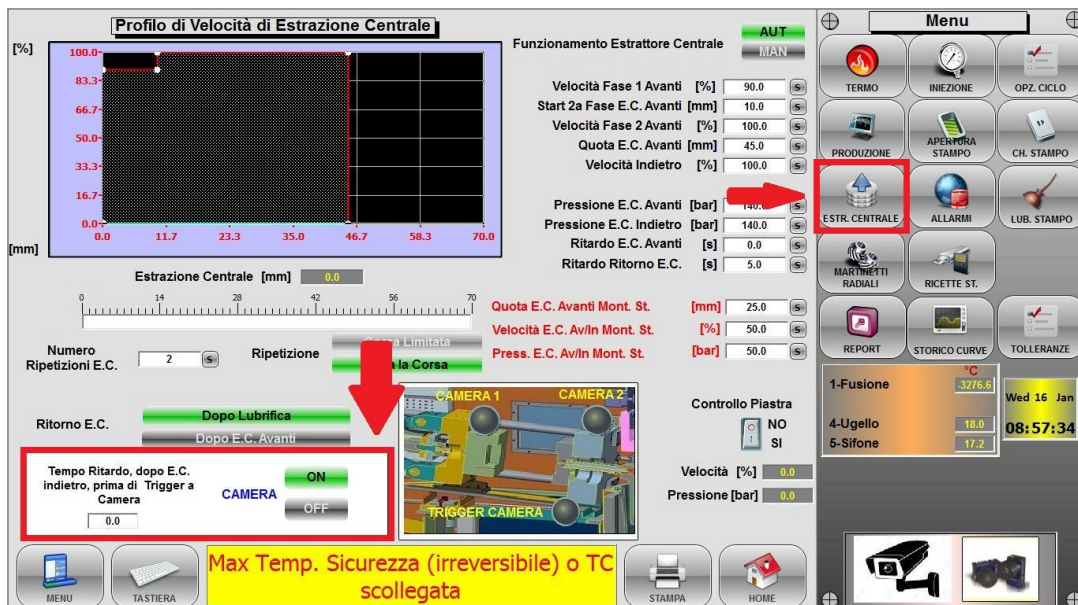 Profilo di Velocità di Estrazione Centrale
[%]
100.0
83.3
66.7
50.0
33.3
16.7
0.0
[mm]
0.0 11.7 23.3 35.0 46.7 58.3 70.0
Estrazione Centrale [mm] 0.0
0 14 28 42 56 70
Numero
Ripetizioni E.C.
2 S
Ripetizione
Corsa Limitata
la Corsa
Ritorno E.C.
Dopo Lubrifica
Dopo E.C. Avanti
Tempo Ritardo, dopo E.C.
indietro, prima di Trigger a
Camera
0.0
CAMERA
ON
OFF
Funzionamento Estrattore Centrale
AUT
MAN
Velocità Fase 1 Avanti [%] 90.0 S
Start 2a Fase E.C. Avanti [mm] 10.0 S
Velocità Fase 2 Avanti [%] 100.0 S
Quota E.C. Avanti [mm] 45.0 S
Velocità Indietro [%] 100.0 S
Pressione E.C. Avanti [bar] 140.0 S
Pressione E.C. Indietro [bar] 140.0 S
Ritardo E.C. Avanti [s] 0.0 S
Ritardo Ritorno E.C. [s] 5.0 S
Quota E.C. Avanti Mont. St. [mm] 25.0 S
Velocità E.C. Av/In Mont. St. [%] 50.0 S
Press. E.C. Av/In Mont. St. [bar] 50.0 S
CAMERA 1
CAMERA 2
TRIGGER CAMERA
Controllo Piastra
NO
SI
Velocità [%] 0.0
Pressione [bar] 0.0
MENU
TASTIERA
Max Temp. Sicurezza (irreversibile) o TC
scollegata
STAMPA
HOME
Menu
TERMO
INIEZIONE
OPZ. CICLO
PRODUZIONE
APERTURA
STAMPO
CH. STAMPO
ESTR. CENTRALE
ALLARMI
LUB. STAMPO
MARTINETTI
RADIALI
RICETTE ST.
REPORT
STORICO CURVE
TOLLERANZE
°C
1-Fusione -3276.6
4-Ugello 18.0
5-Sifone 17.2
Wed 16 Jan
08:57:34